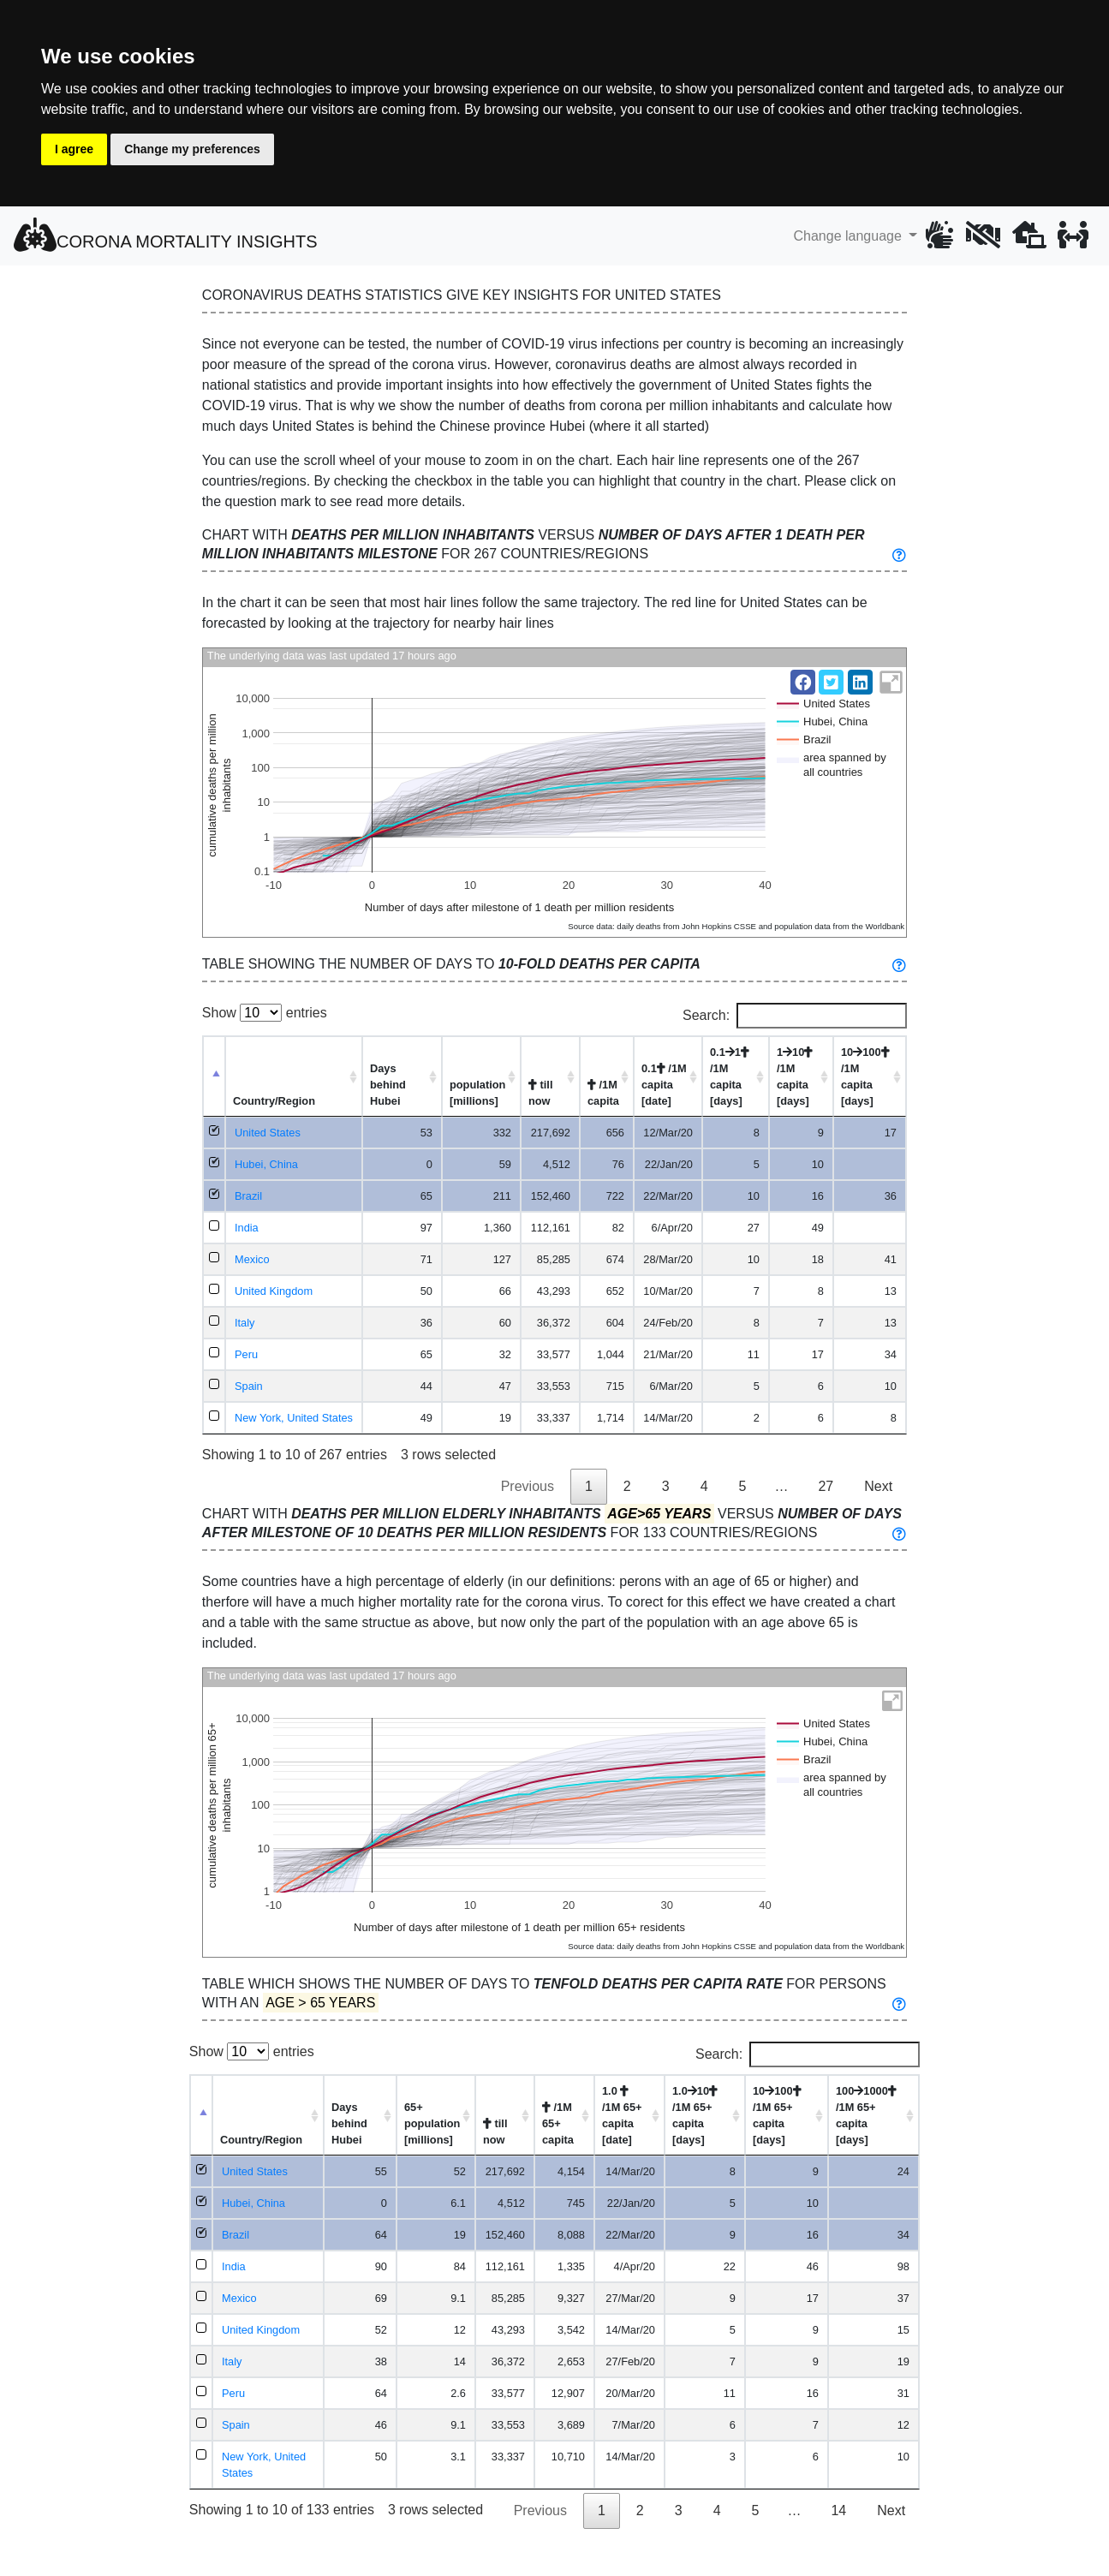 We use cookies
We use cookies and other tracking technologies to improve your browsing experience on our website, to show you personalized content and targeted ads, to analyze our
website traffic, and to understand where our visitors are coming from. By browsing our website, you consent to our use of cookies and other tracking technologies.
I agree Change my preferences
CORONA MORTALITY INSIGHTS Change language
CORONAVIRUS DEATHS STATISTICS GIVE KEY INSIGHTS FOR UNITED STATES
Since not everyone can be tested, the number of COVID-19 virus infections per country is becoming an increasingly
poor measure of the spread of the corona virus. However, coronavirus deaths are almost always recorded in
national statistics and provide important insights into how effectively the government of United States fights the
COVID-19 virus. That is why we show the number of deaths from corona per million inhabitants and calculate how
much days United States is behind the Chinese province Hubei (where it all started)
You can use the scroll wheel of your mouse to zoom in on the chart. Each hair line represents one of the 267
countries/regions. By checking the checkbox in the table you can highlight that country in the chart. Please click on
the question mark to see read more details.
CHART WITH DEATHS PER MILLION INHABITANTS VERSUS NUMBER OF DAYS AFTER 1 DEATH PER
MILLION INHABITANTS MILESTONE FOR 267 COUNTRIES/REGIONS
In the chart it can be seen that most hair lines follow the same trajectory. The red line for United States can be
forecasted by looking at the trajectory for nearby hair lines
The underlying data was last updated 17 hours ago
cumulative deaths per million
inhabitants
10,000
1,000
100
10
1
0.1
-10 0 10 20 30 40
Number of days after milestone of 1 death per million residents
United States
Hubei, China
Brazil
area spanned by
all countries
Source data: daily deaths from John Hopkins CSSE and population data from the Worldbank
TABLE SHOWING THE NUMBER OF DAYS TO 10-FOLD DEATHS PER CAPITA
Show 10 entries Search:
Country/Region | Days behind Hubei | population [millions] | ✝ till now | ✝ /1M capita | 0.1✝ /1M capita [date] | 0.1→1✝ /1M capita [days] | 1→10✝ /1M capita [days] | 10→100✝ /1M capita [days]
United States 53 332 217,692 656 12/Mar/20 8 9 17
Hubei, China 0 59 4,512 76 22/Jan/20 5 10
Brazil 65 211 152,460 722 22/Mar/20 10 16 36
India 97 1,360 112,161 82 6/Apr/20 27 49
Mexico 71 127 85,285 674 28/Mar/20 10 18 41
United Kingdom 50 66 43,293 652 10/Mar/20 7 8 13
Italy 36 60 36,372 604 24/Feb/20 8 7 13
Peru 65 32 33,577 1,044 21/Mar/20 11 17 34
Spain 44 47 33,553 715 6/Mar/20 5 6 10
New York, United States 49 19 33,337 1,714 14/Mar/20 2 6 8
Showing 1 to 10 of 267 entries 3 rows selected
Previous 1 2 3 4 5 … 27 Next
CHART WITH DEATHS PER MILLION ELDERLY INHABITANTS AGE>65 YEARS VERSUS NUMBER OF DAYS
AFTER MILESTONE OF 10 DEATHS PER MILLION RESIDENTS FOR 133 COUNTRIES/REGIONS
Some countries have a high percentage of elderly (in our definitions: perons with an age of 65 or higher) and
therfore will have a much higher mortality rate for the corona virus. To corect for this effect we have created a chart
and a table with the same structue as above, but now only the part of the population with an age above 65 is
included.
The underlying data was last updated 17 hours ago
cumulative deaths per million 65+
inhabitants
10,000
1,000
100
10
1
-10 0 10 20 30 40
Number of days after milestone of 1 death per million 65+ residents
United States
Hubei, China
Brazil
area spanned by
all countries
Source data: daily deaths from John Hopkins CSSE and population data from the Worldbank
TABLE WHICH SHOWS THE NUMBER OF DAYS TO TENFOLD DEATHS PER CAPITA RATE FOR PERSONS
WITH AN AGE > 65 YEARS
Show 10 entries Search:
Country/Region | Days behind Hubei | 65+ population [millions] | ✝ till now | ✝ /1M 65+ capita | 1.0 ✝ /1M 65+ capita [date] | 1.0→10✝ /1M 65+ capita [days] | 10→100✝ /1M 65+ capita [days] | 100→1000✝ /1M 65+ capita [days]
United States 55 52 217,692 4,154 14/Mar/20 8 9 24
Hubei, China 0 6.1 4,512 745 22/Jan/20 5 10
Brazil 64 19 152,460 8,088 22/Mar/20 9 16 34
India 90 84 112,161 1,335 4/Apr/20 22 46 98
Mexico 69 9.1 85,285 9,327 27/Mar/20 9 17 37
United Kingdom 52 12 43,293 3,542 14/Mar/20 5 9 15
Italy 38 14 36,372 2,653 27/Feb/20 7 9 19
Peru 64 2.6 33,577 12,907 20/Mar/20 11 16 31
Spain 46 9.1 33,553 3,689 7/Mar/20 6 7 12
New York, United States 50 3.1 33,337 10,710 14/Mar/20 3 6 10
Showing 1 to 10 of 133 entries 3 rows selected Previous 1 2 3 4 5 … 14 Next